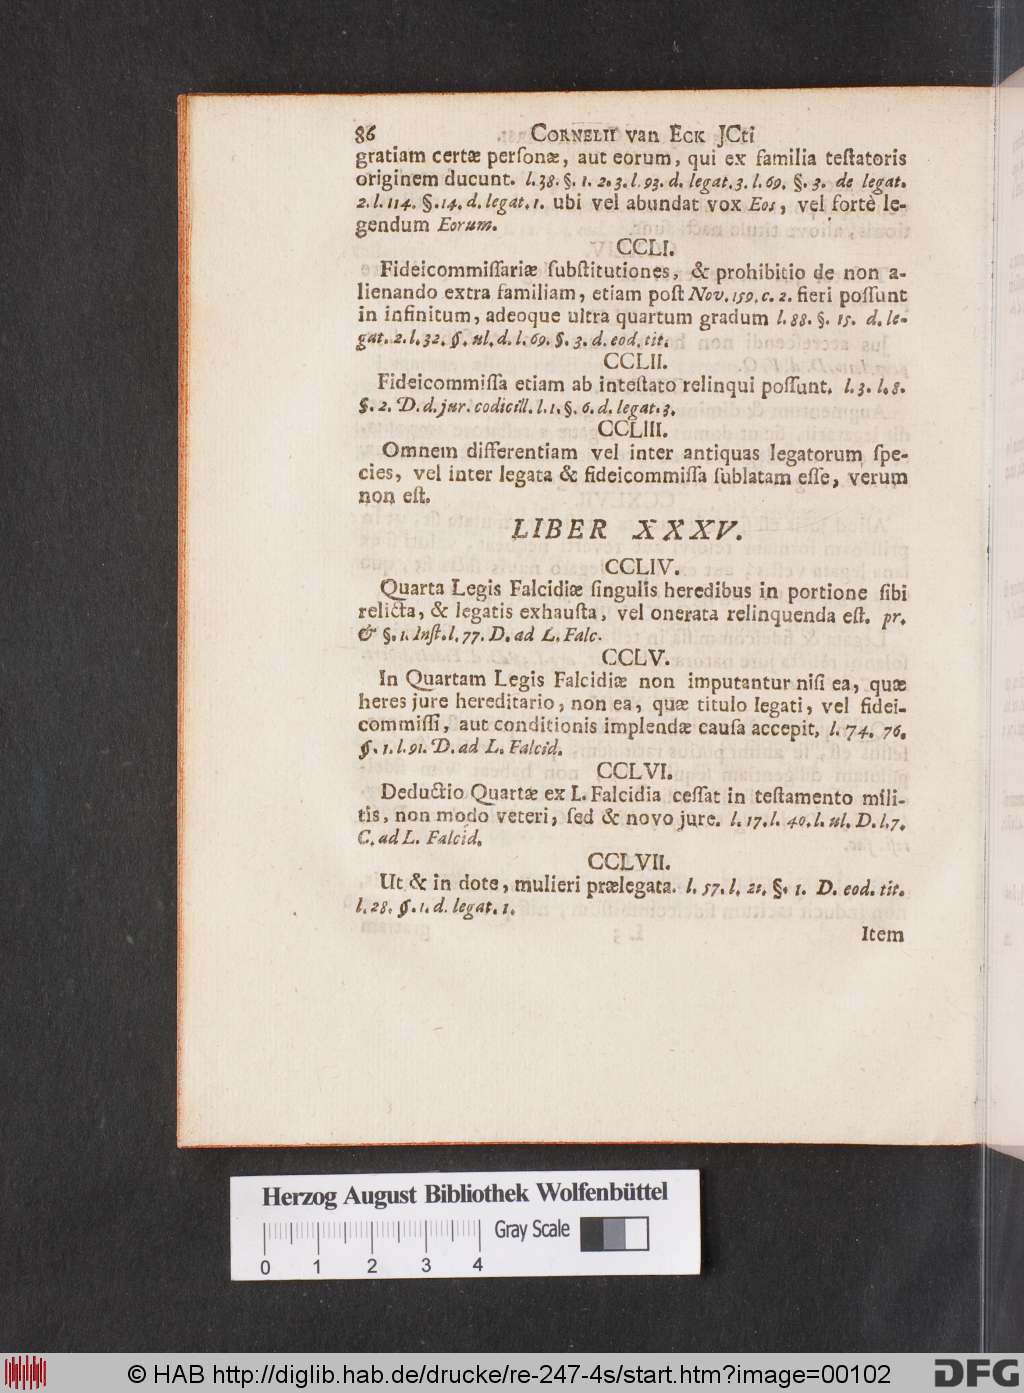 86 CORNELII van ECK JCti
gratiam certæ perſonæ, aut eorum, qui ex familia teſtatoris
originem ducunt. l. 38. §. 1. 2. 3. l. 93. d. legat. 3. l. 69. §. 3. de legat.
2. l. 114. §. 14. d. legat. 1. ubi vel abundat vox Eos, vel fortè le-
gendum Eorum.
CCLI.
Fideicommiſſariæ ſubſtitutiones, & prohibitio de non a-
lienando extra familiam, etiam poſt Nov. 159. c. 2. fieri poſſunt
in infinitum, adeoque ultra quartum gradum l. 88. §. 15. d. le-
gat. 2. l. 32. §. ul. d. l. 69. §. 3. d. eod. tit.
CCLII.
Fideicommiſſa etiam ab inteſtato relinqui poſſunt. l. 3. l. 8.
§. 2. D. d. jur. codicill. l. 1. §. 6. d. legat. 3.
CCLIII.
Omnem differentiam vel inter antiquas legatorum ſpe-
cies, vel inter legata & fideicommiſſa ſublatam eſſe, verum
non eſt.
LIBER XXXV.
CCLIV.
Quarta Legis Falcidiæ ſingulis heredibus in portione ſibi
relicta, & legatis exhauſta, vel onerata relinquenda eſt. pr.
& §. 1. Inſt. l. 77. D. ad L. Falc.
CCLV.
In Quartam Legis Falcidiæ non imputantur niſi ea, quæ
heres jure hereditario, non ea, quæ titulo legati, vel fidei-
commiſſi, aut conditionis implendæ cauſa accepit, l. 74. 76.
§. 1. l. 91. D. ad L. Falcid.
CCLVI.
Deductio Quartæ ex L. Falcidia ceſſat in teſtamento mili-
tis, non modo veteri, ſed & novo jure. l. 17. l. 40. l. ul. D. l. 7.
C. ad L. Falcid.
CCLVII.
Ut & in dote, mulieri prælegata. l. 57. l. 21. §. 1. D. eod. tit.
l. 28. §. 1. d. legat. 1.
Item
Herzog August Bibliothek Wolfenbüttel
Gray Scale
0 1 2 3 4
© HAB http://diglib.hab.de/drucke/re-247-4s/start.htm?image=00102
DFG